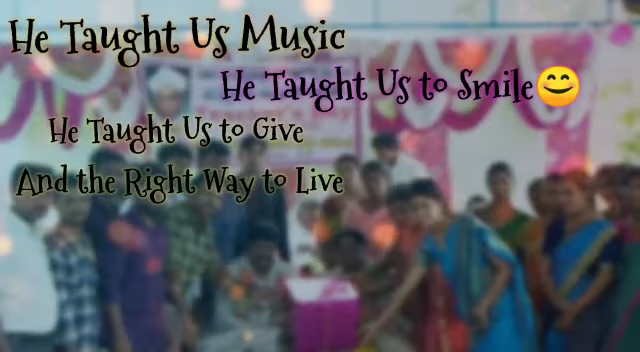 He Taught Us Music
He Taught Us to Smile😊
He Taught Us to Give
And the Right Way to Live